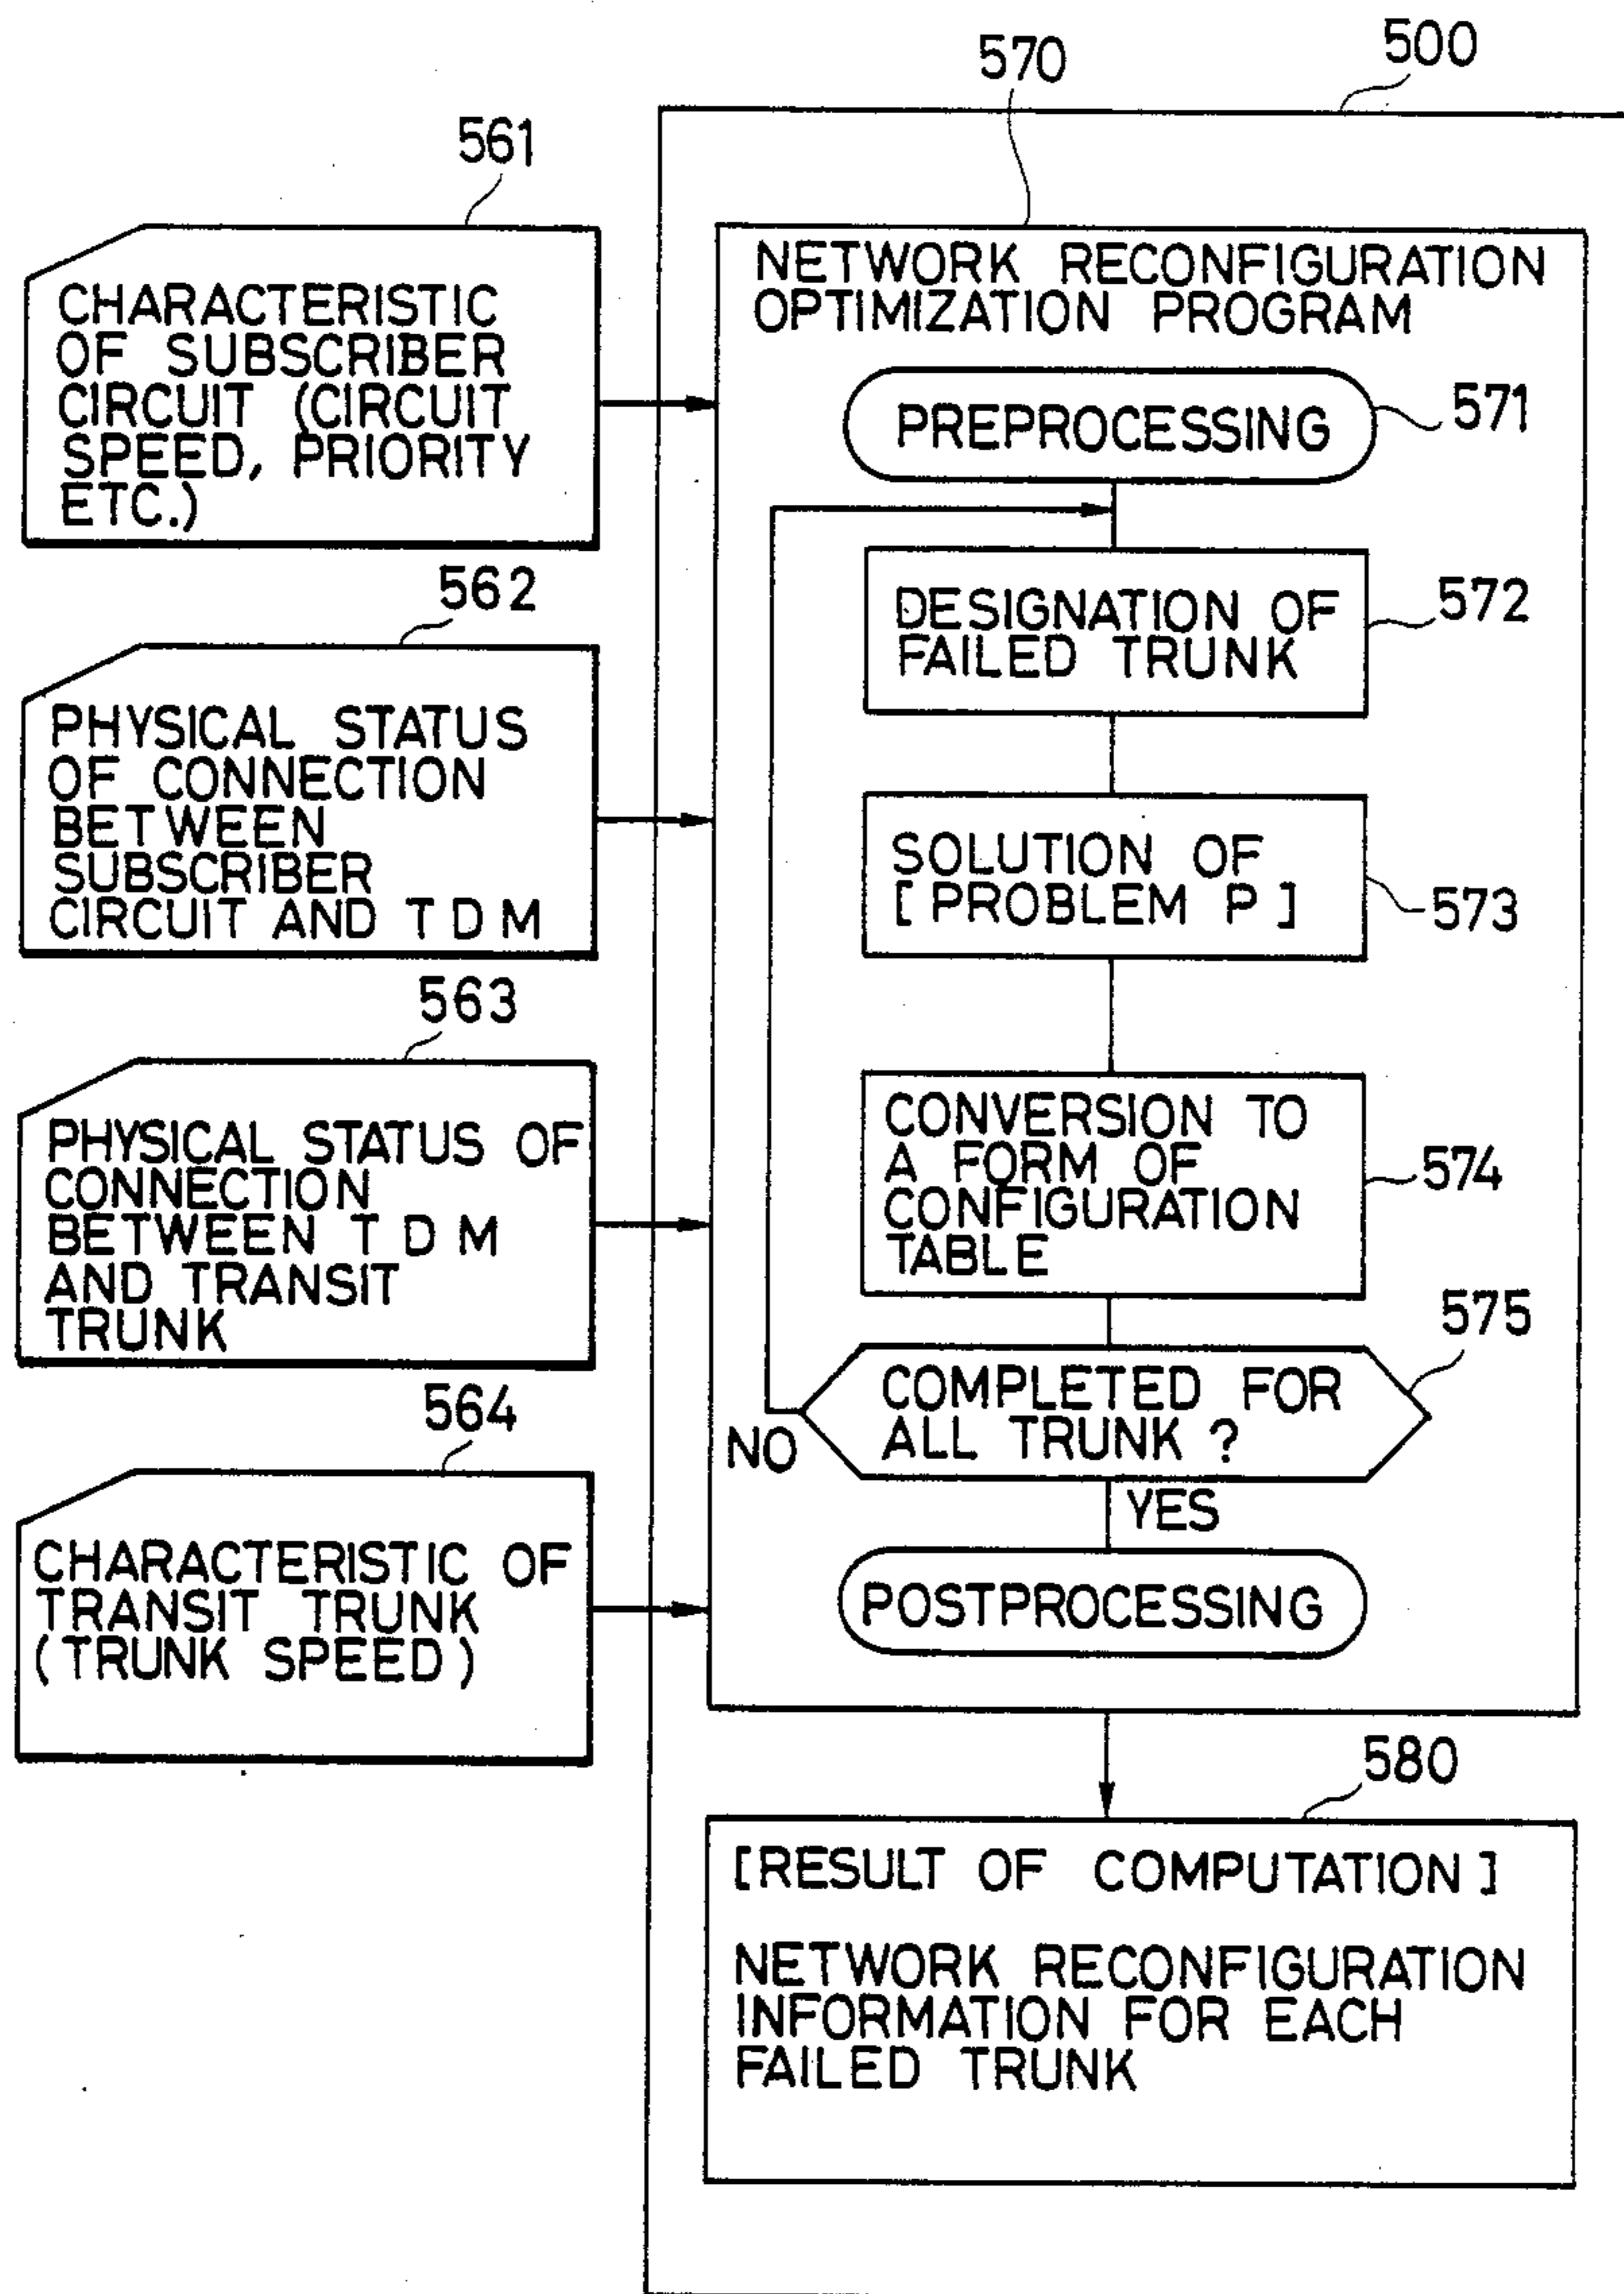 500
570
561
CHARACTERISTIC
OF SUBSCRIBER
CIRCUIT (CIRCUIT
SPEED, PRIORITY
ETC.)
562
PHYSICAL STATUS
OF CONNECTION
BETWEEN
SUBSCRIBER
CIRCUIT AND TDM
563
PHYSICAL STATUS OF
CONNECTION
BETWEEN TDM
AND TRANSIT
TRUNK
564
CHARACTERISTIC OF
TRANSIT TRUNK
(TRUNK SPEED)
NETWORK RECONFIGURATION
OPTIMIZATION PROGRAM
PREPROCESSING
571
DESIGNATION OF
FAILED TRUNK
572
SOLUTION OF
[PROBLEM P]
573
CONVERSION TO
A FORM OF
CONFIGURATION
TABLE
574
575
COMPLETED FOR
ALL TRUNK ?
NO
YES
POSTPROCESSING
580
[RESULT OF COMPUTATION]
NETWORK RECONFIGURATION
INFORMATION FOR EACH
FAILED TRUNK